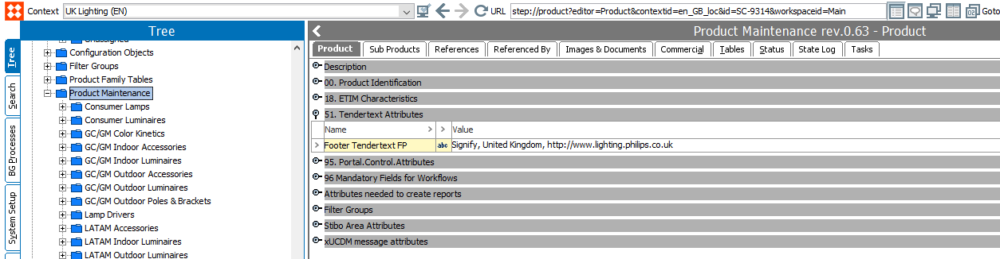 Context UK Lighting (EN) URL step://product?editor=Product&contextid=en_GB_loc&id=SC-9314&workspaceid=Main Goto
Tree
Search
BG Processes
System Setup
Tree
Configuration Objects
Filter Groups
Product Family Tables
Product Maintenance
Consumer Lamps
Consumer Luminaires
GC/GM Color Kinetics
GC/GM Indoor Accessories
GC/GM Indoor Luminaires
GC/GM Outdoor Accessories
GC/GM Outdoor Luminaires
GC/GM Outdoor Poles & Brackets
Lamp Drivers
LATAM Accessories
LATAM Indoor Luminaires
LATAM Outdoor Luminaires
Product Maintenance rev.0.63 - Product
Product Sub Products References Referenced By Images & Documents Commercial Tables Status State Log Tasks
Description
00. Product Identification
18. ETIM Characteristics
51. Tendertext Attributes
Name > > Value
> Footer Tendertext FP abc Signify, United Kingdom, http://www.lighting.philips.co.uk
95. Portal.Control.Attributes
96 Mandatory Fields for Workflows
Attributes needed to create reports
Filter Groups
Stibo Area Attributes
xUCDM message attributes